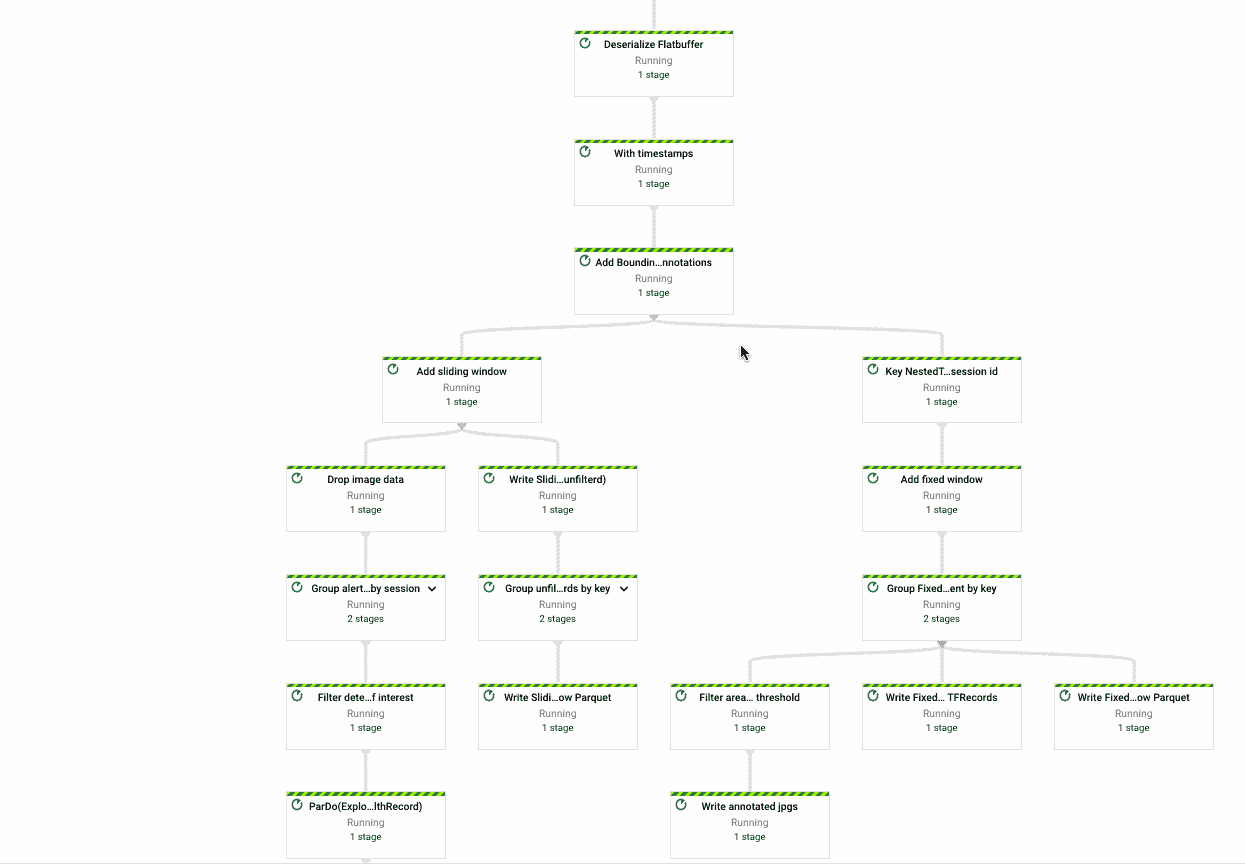 Deserialize Flatbuffer
Running
1 stage
With timestamps
Running
1 stage
Add Boundin...nnotations
Running
1 stage
Add sliding window
Running
1 stage
Key NestedT...session id
Running
1 stage
Drop image data
Running
1 stage
Write Slidi...unfilterd)
Running
1 stage
Add fixed window
Running
1 stage
Group alert...by session
Running
2 stages
Group unfil...rds by key
Running
2 stages
Group Fixed...ent by key
Running
2 stages
Filter dete...f interest
Running
1 stage
Write Slidi...ow Parquet
Running
1 stage
Filter area... threshold
Running
1 stage
Write Fixed... TFRecords
Running
1 stage
Write Fixed...ow Parquet
Running
1 stage
ParDo(Explo...lthRecord)
Running
1 stage
Write annotated jpgs
Running
1 stage